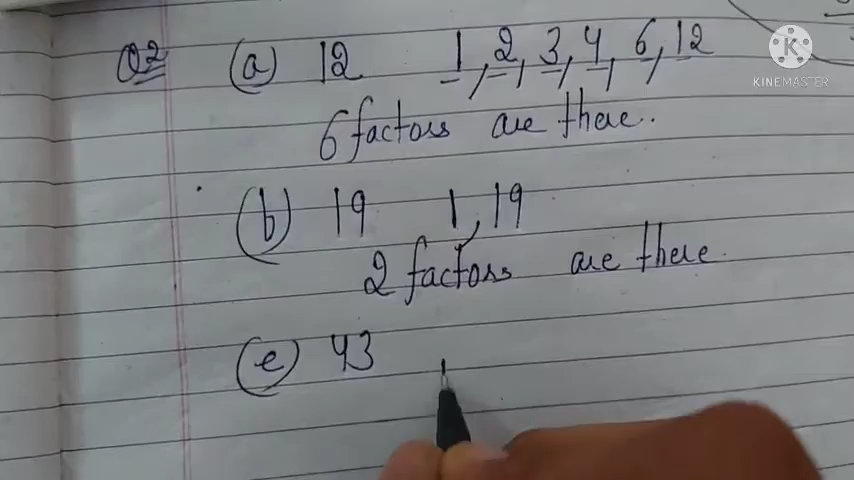 Q2 (a) 12 1, 2, 3, 4, 6, 12
6 factors are there.
(b) 19 1, 19
2 factors are there.
(e) 43
KINEMASTER